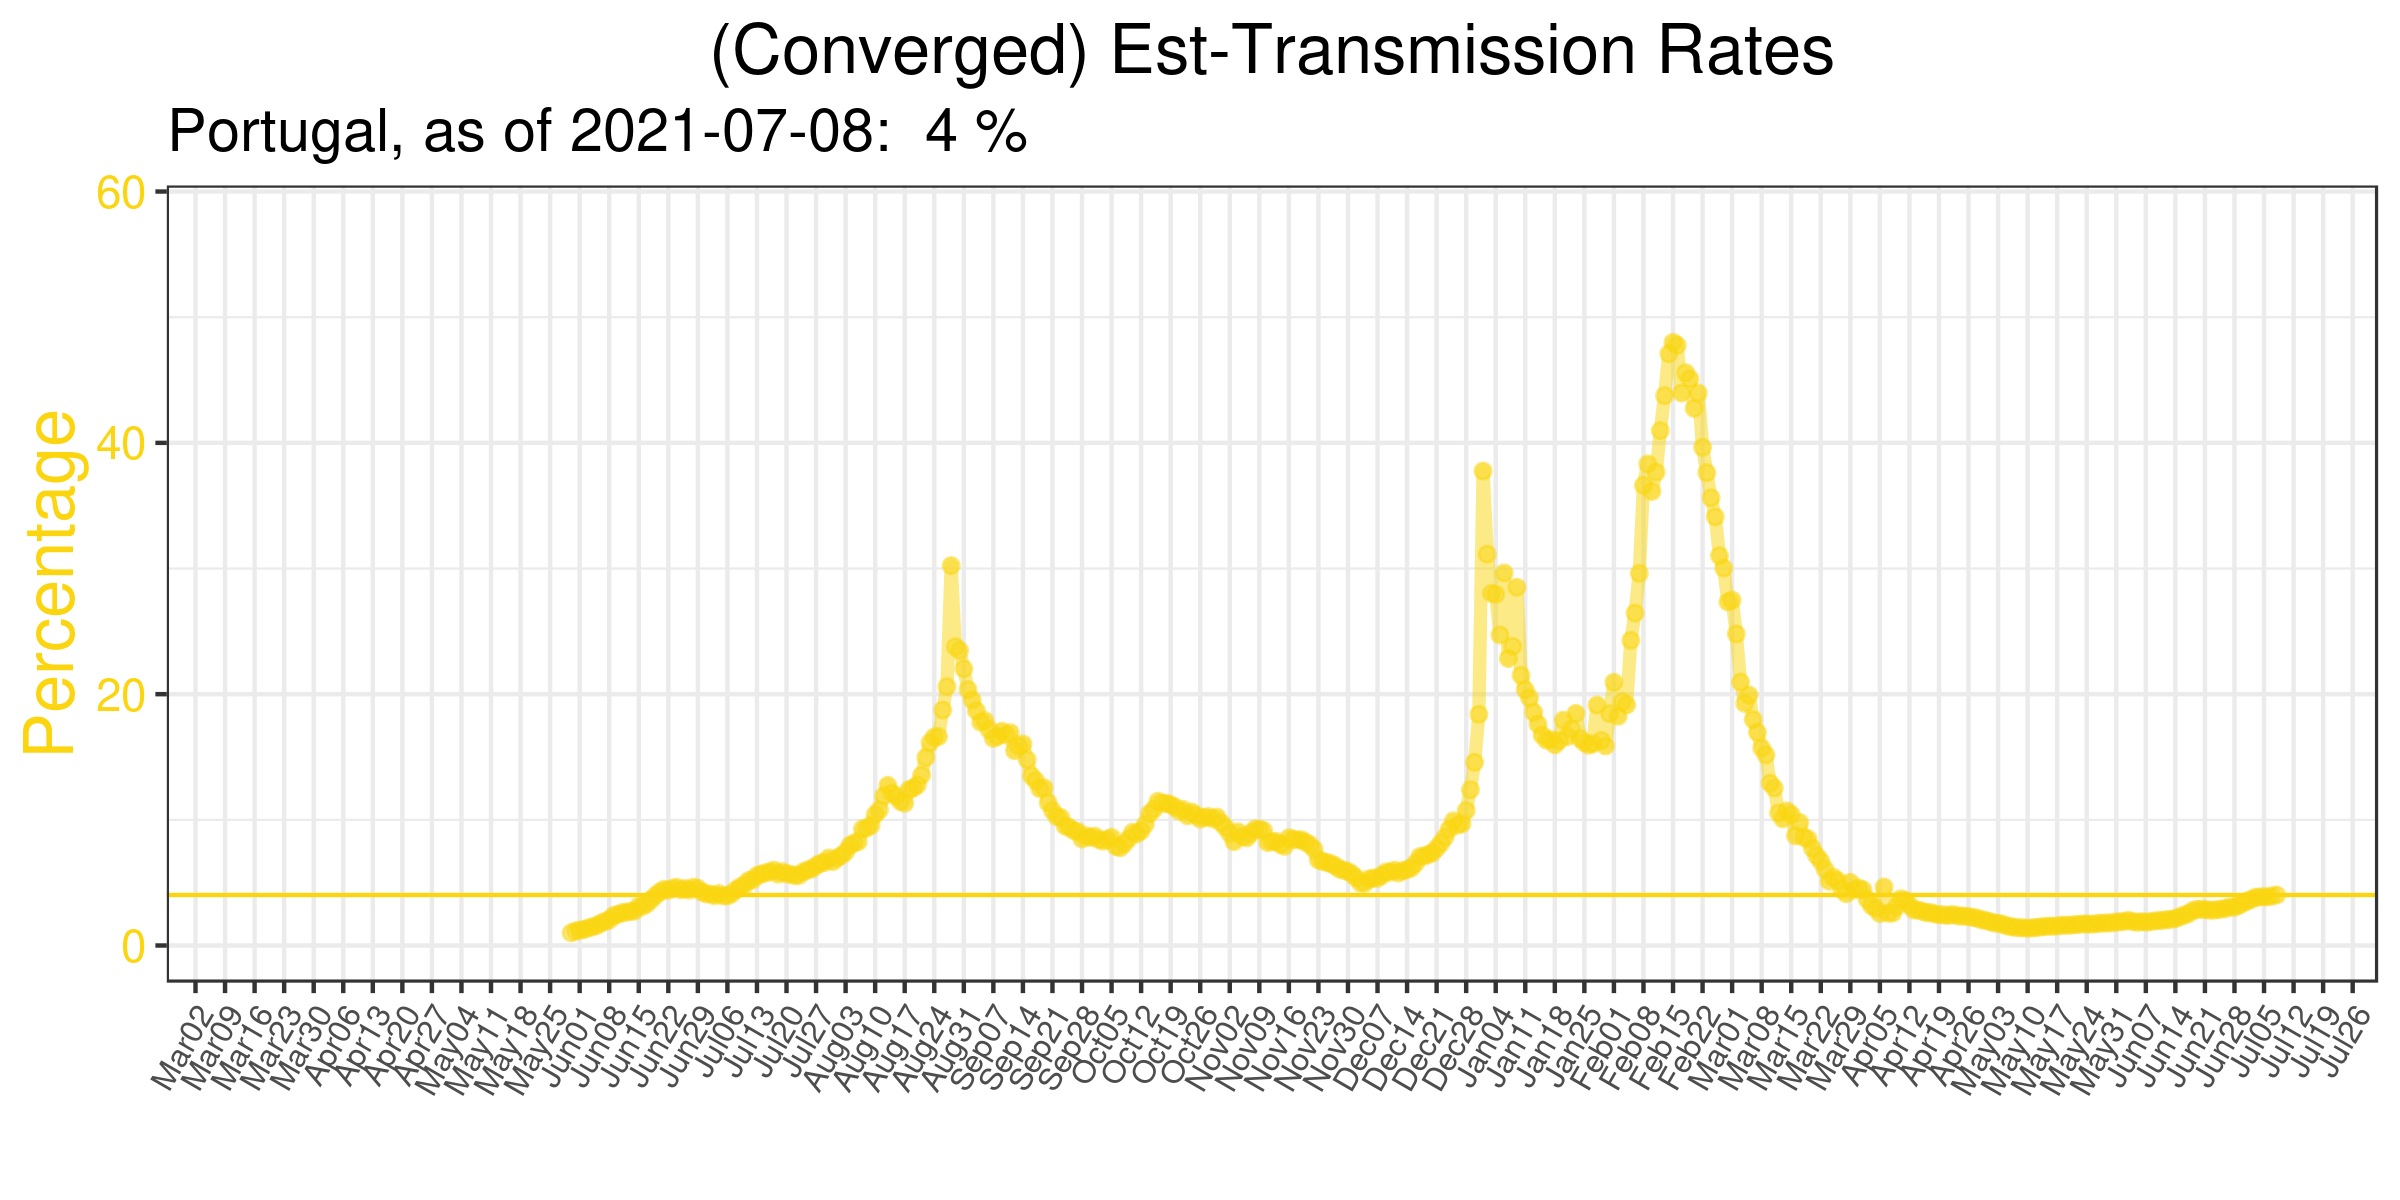 (Converged) Est-Transmission Rates
Portugal, as of 2021-07-08:  4 %
Percentage
60
40
20
0
Mar02
Mar09
Mar16
Mar23
Mar30
Apr06
Apr13
Apr20
Apr27
May04
May11
May18
May25
Jun01
Jun08
Jun15
Jun22
Jun29
Jul06
Jul13
Jul20
Jul27
Aug03
Aug10
Aug17
Aug24
Aug31
Sep07
Sep14
Sep21
Sep28
Oct05
Oct12
Oct19
Oct26
Nov02
Nov09
Nov16
Nov23
Nov30
Dec07
Dec14
Dec21
Dec28
Jan04
Jan11
Jan18
Jan25
Feb01
Feb08
Feb15
Feb22
Mar01
Mar08
Mar15
Mar22
Mar29
Apr05
Apr12
Apr19
Apr26
May03
May10
May17
May24
May31
Jun07
Jun14
Jun21
Jun28
Jul05
Jul12
Jul19
Jul26